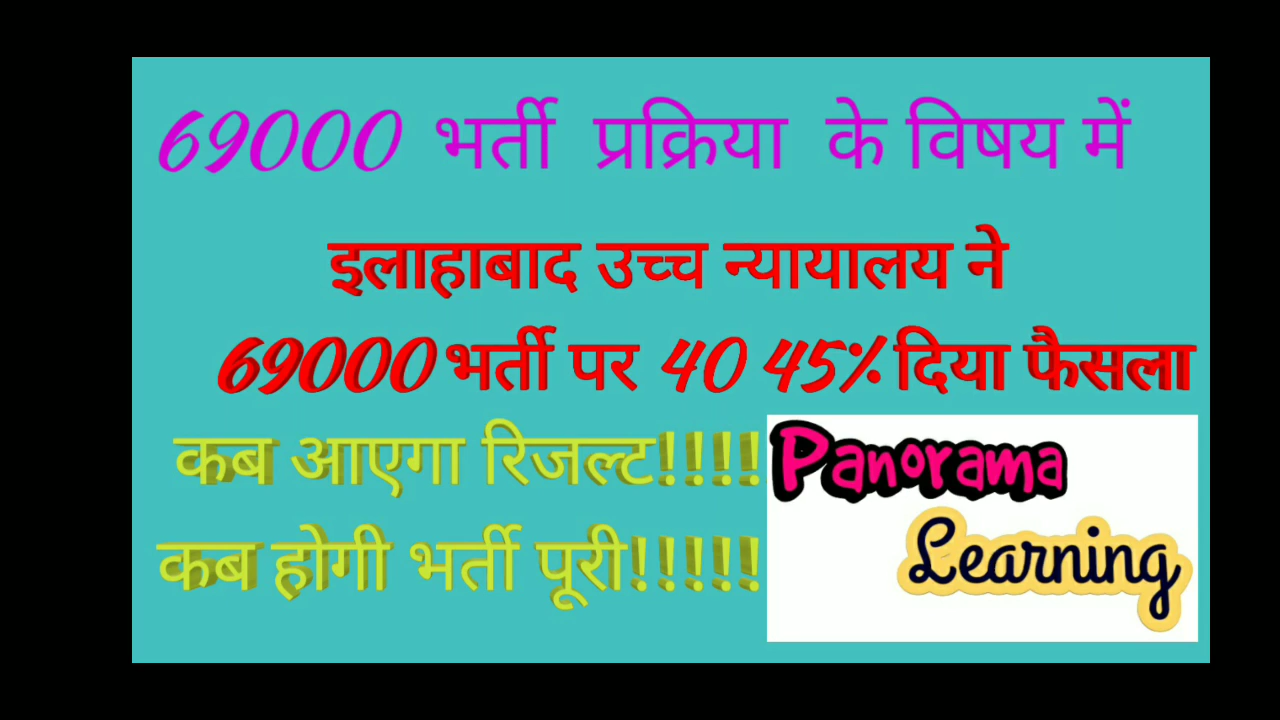 69000 भर्ती प्रक्रिया के विषय में
इलाहाबाद उच्च न्यायालय ने
69000 भर्ती पर 40 45% दिया फैसला
कब आएगा रिजल्ट!!!!
कब होगी भर्ती पूरी!!!!!
Panorama
Learning